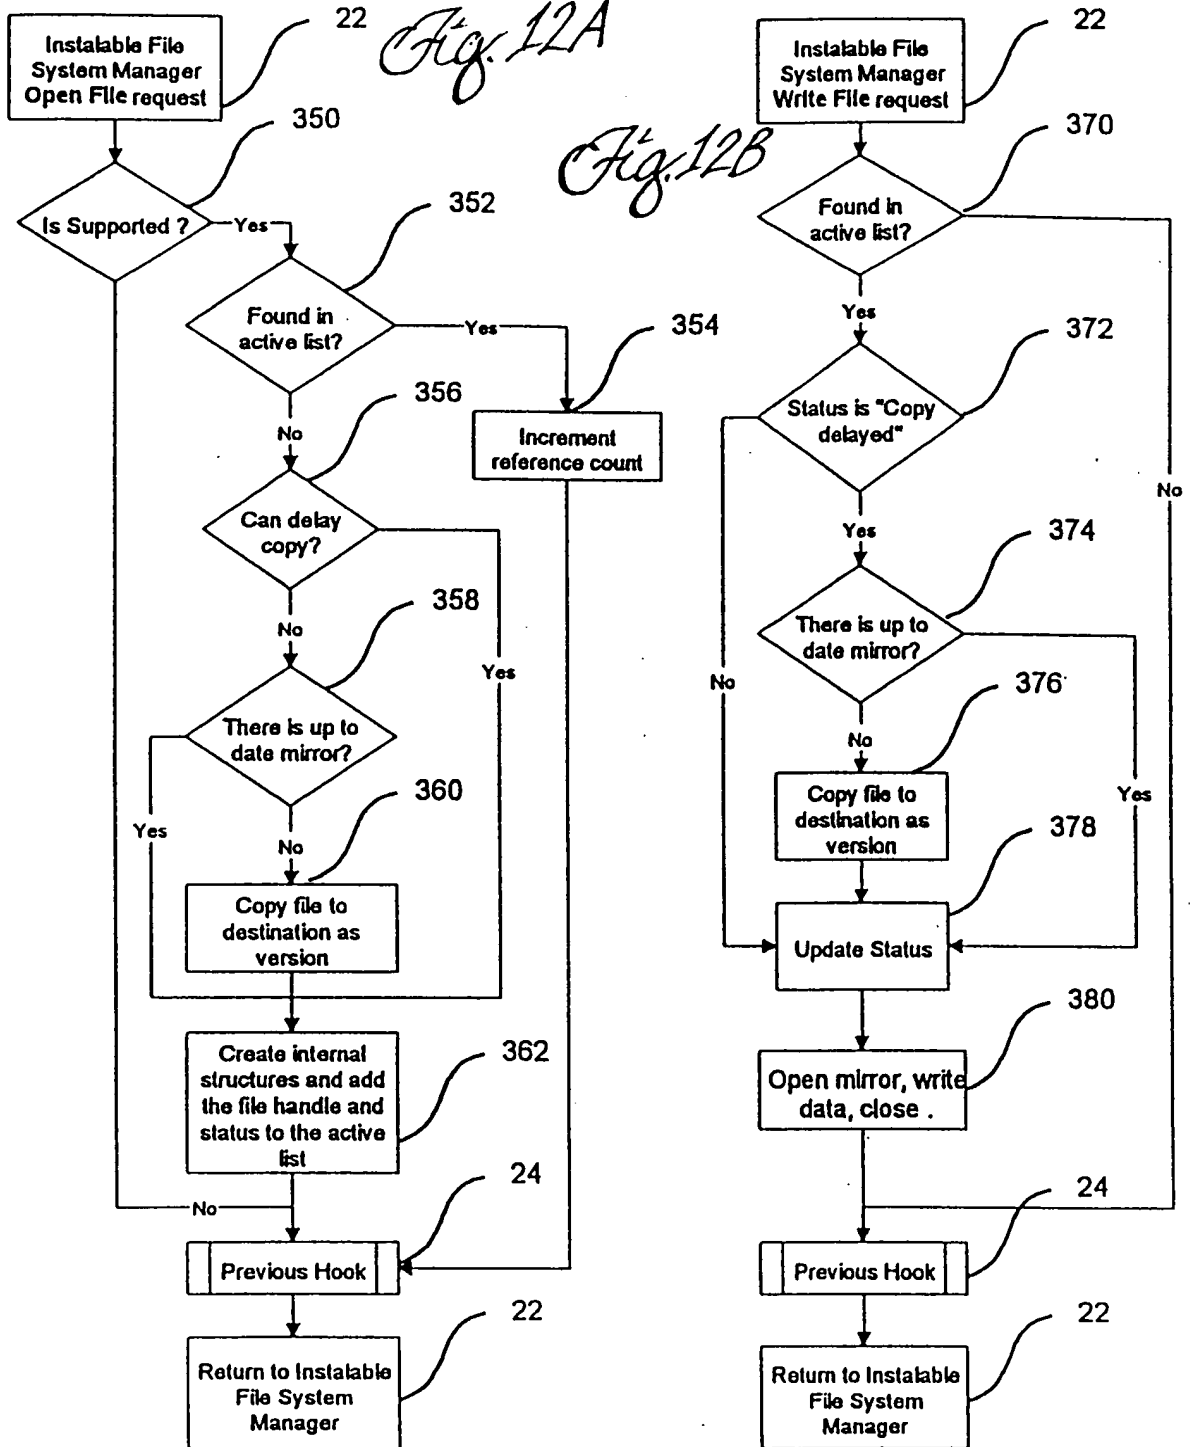 Fig. 12A
22
Instalable File
System Manager
Open File request
350
Is Supported ?
Yes
352
Found in
active list?
Yes
354
Increment
reference count
356
No
Can delay
copy?
358
No
Yes
There is up to
date mirror?
360
Yes
No
Copy file to
destination as
version
362
Create internal
structures and add
the file handle and
status to the active
list
24
No
Previous Hook
22
Return to Instalable
File System
Manager
Fig. 12B
22
Instalable File
System Manager
Write File request
370
Found in
active list?
Yes
372
Status is "Copy
delayed"
No
Yes
374
There is up to
date mirror?
No
376
No
Copy file to
destination as
version
Yes
378
Update Status
380
Open mirror, write
data, close .
24
Previous Hook
22
Return to Instalable
File System
Manager